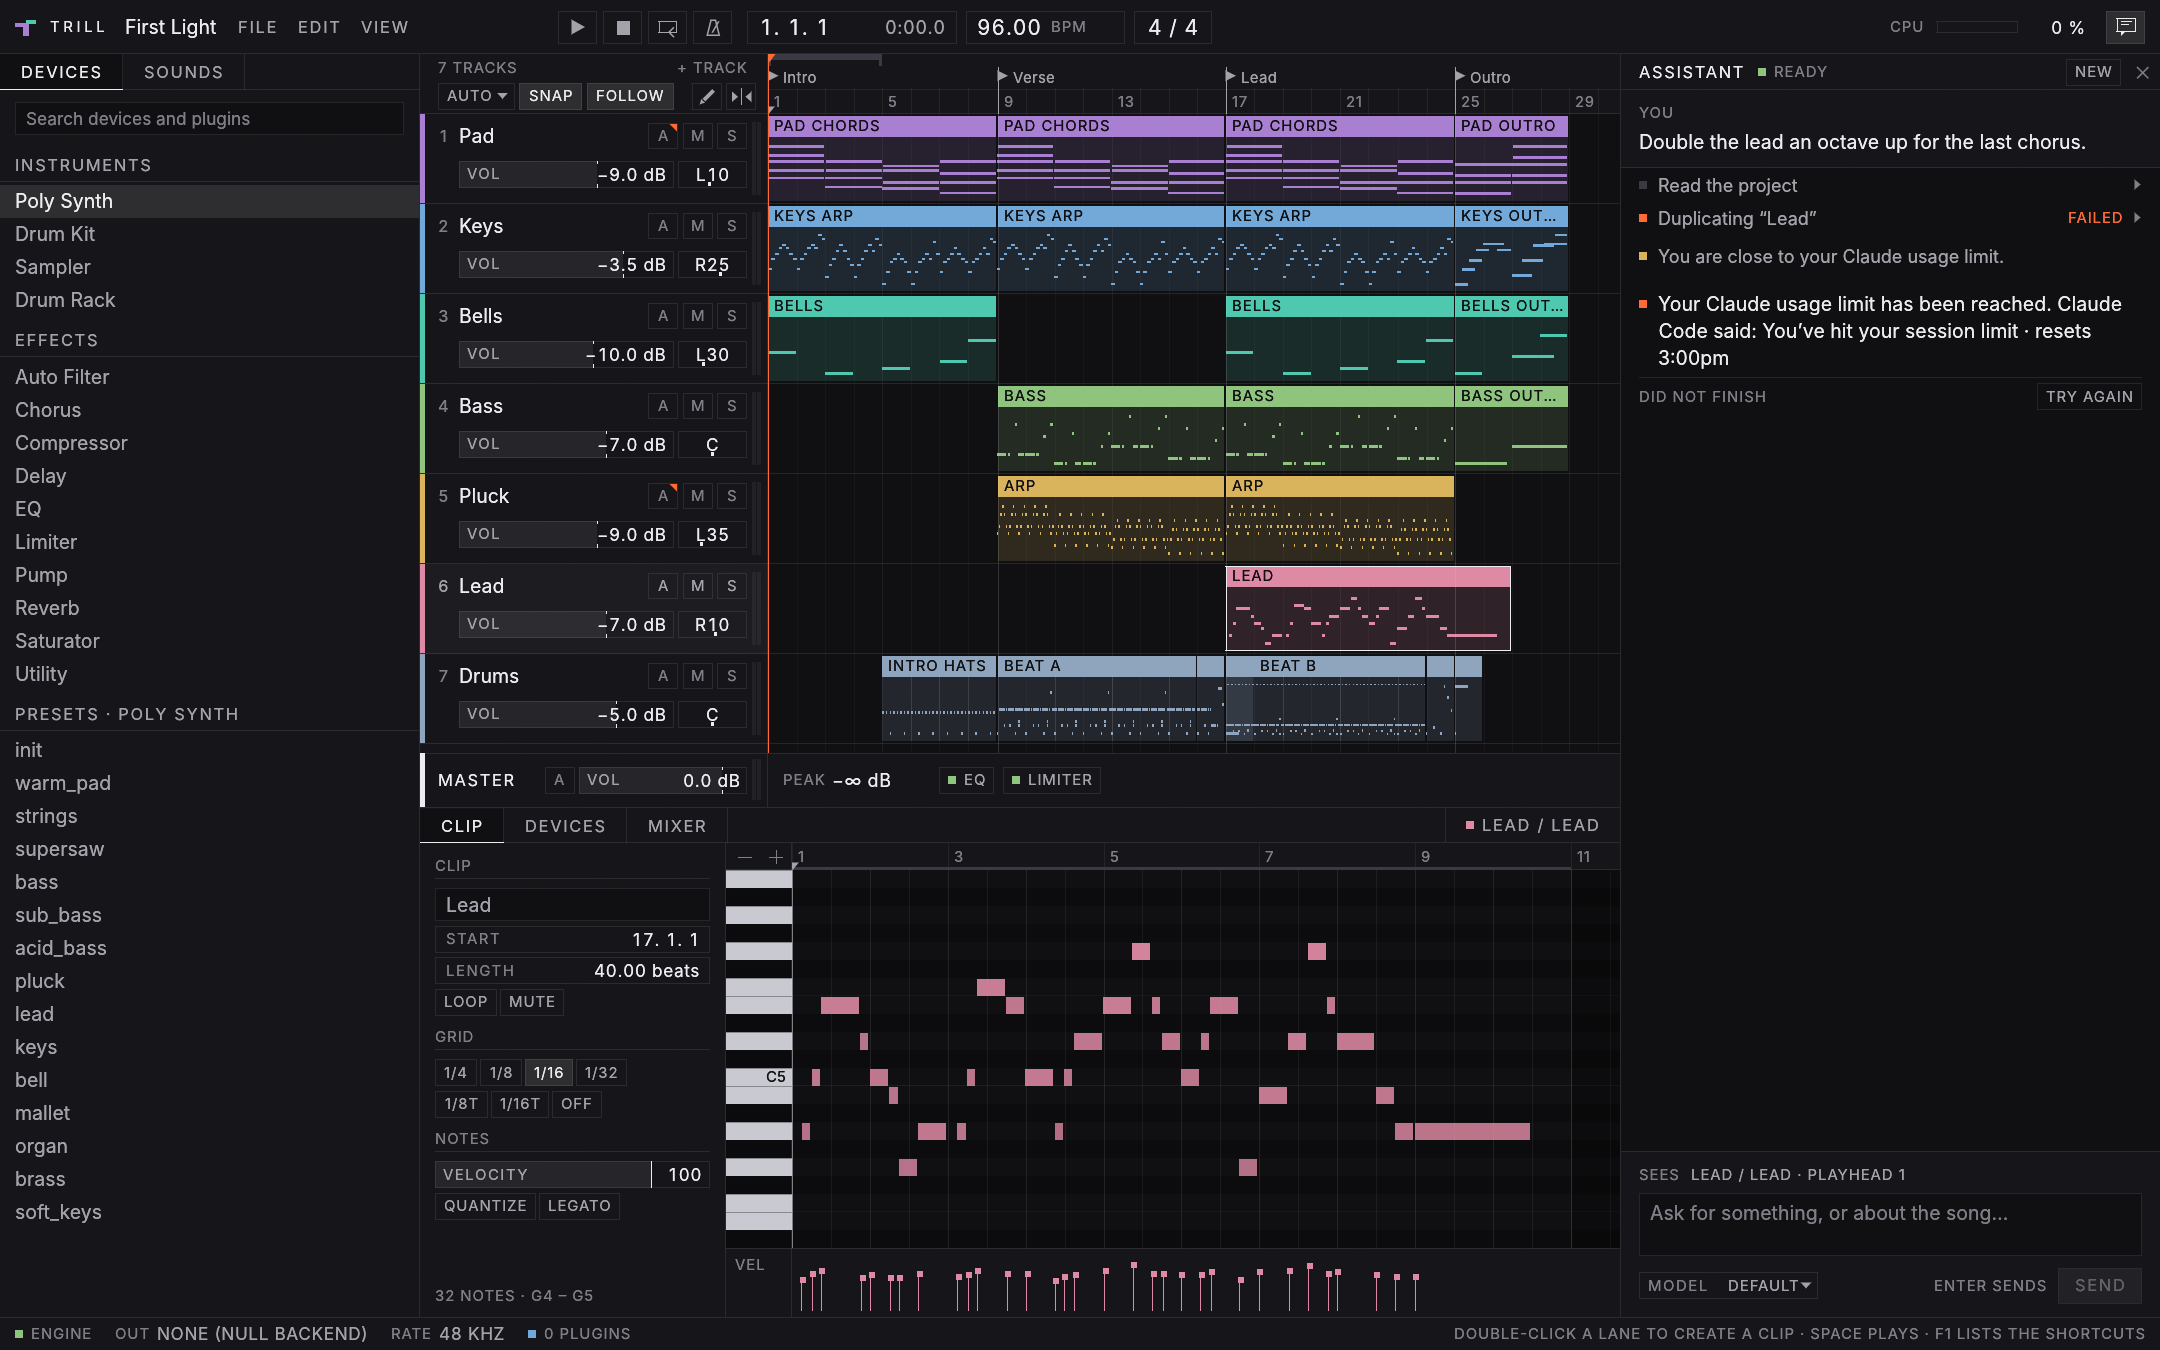 TRILL First Light FILE EDIT VIEW 1. 1. 1 0:00.0 96.00 BPM 4 / 4 CPU 0 %
DEVICES SOUNDS
Search devices and plugins
INSTRUMENTS
Poly Synth
Drum Kit
Sampler
Drum Rack
EFFECTS
Auto Filter
Chorus
Compressor
Delay
EQ
Limiter
Pump
Reverb
Saturator
Utility
PRESETS · POLY SYNTH
init
warm_pad
strings
supersaw
bass
sub_bass
acid_bass
pluck
lead
keys
bell
mallet
organ
brass
soft_keys
7 TRACKS + TRACK
AUTO SNAP FOLLOW
Intro Verse Lead Outro
1 5 9 13 17 21 25 29
1 Pad A M S
VOL −9.0 dB L10
PAD CHORDS PAD CHORDS PAD CHORDS PAD OUTRO
2 Keys A M S
VOL −3.5 dB R25
KEYS ARP KEYS ARP KEYS ARP KEYS OUT...
3 Bells A M S
VOL −10.0 dB L30
BELLS BELLS BELLS OUT...
4 Bass A M S
VOL −7.0 dB C
BASS BASS BASS OUT...
5 Pluck A M S
VOL −9.0 dB L35
ARP ARP
6 Lead A M S
VOL −7.0 dB R10
LEAD
7 Drums A M S
VOL −5.0 dB C
INTRO HATS BEAT A BEAT B
MASTER A VOL 0.0 dB PEAK −∞ dB EQ LIMITER
CLIP DEVICES MIXER LEAD / LEAD
CLIP
Lead
START 17. 1. 1
LENGTH 40.00 beats
LOOP MUTE
GRID
1/4 1/8 1/16 1/32
1/8T 1/16T OFF
NOTES
VELOCITY 100
QUANTIZE LEGATO
32 NOTES · G4 – G5
1 3 5 7 9 11
C5
VEL
ASSISTANT READY NEW
YOU
Double the lead an octave up for the last chorus.
Read the project
Duplicating “Lead” FAILED
You are close to your Claude usage limit.
Your Claude usage limit has been reached. Claude
Code said: You’ve hit your session limit · resets
3:00pm
DID NOT FINISH TRY AGAIN
SEES LEAD / LEAD · PLAYHEAD 1
Ask for something, or about the song...
MODEL DEFAULT ENTER SENDS SEND
ENGINE OUT NONE (NULL BACKEND) RATE 48 KHZ 0 PLUGINS
DOUBLE-CLICK A LANE TO CREATE A CLIP · SPACE PLAYS · F1 LISTS THE SHORTCUTS